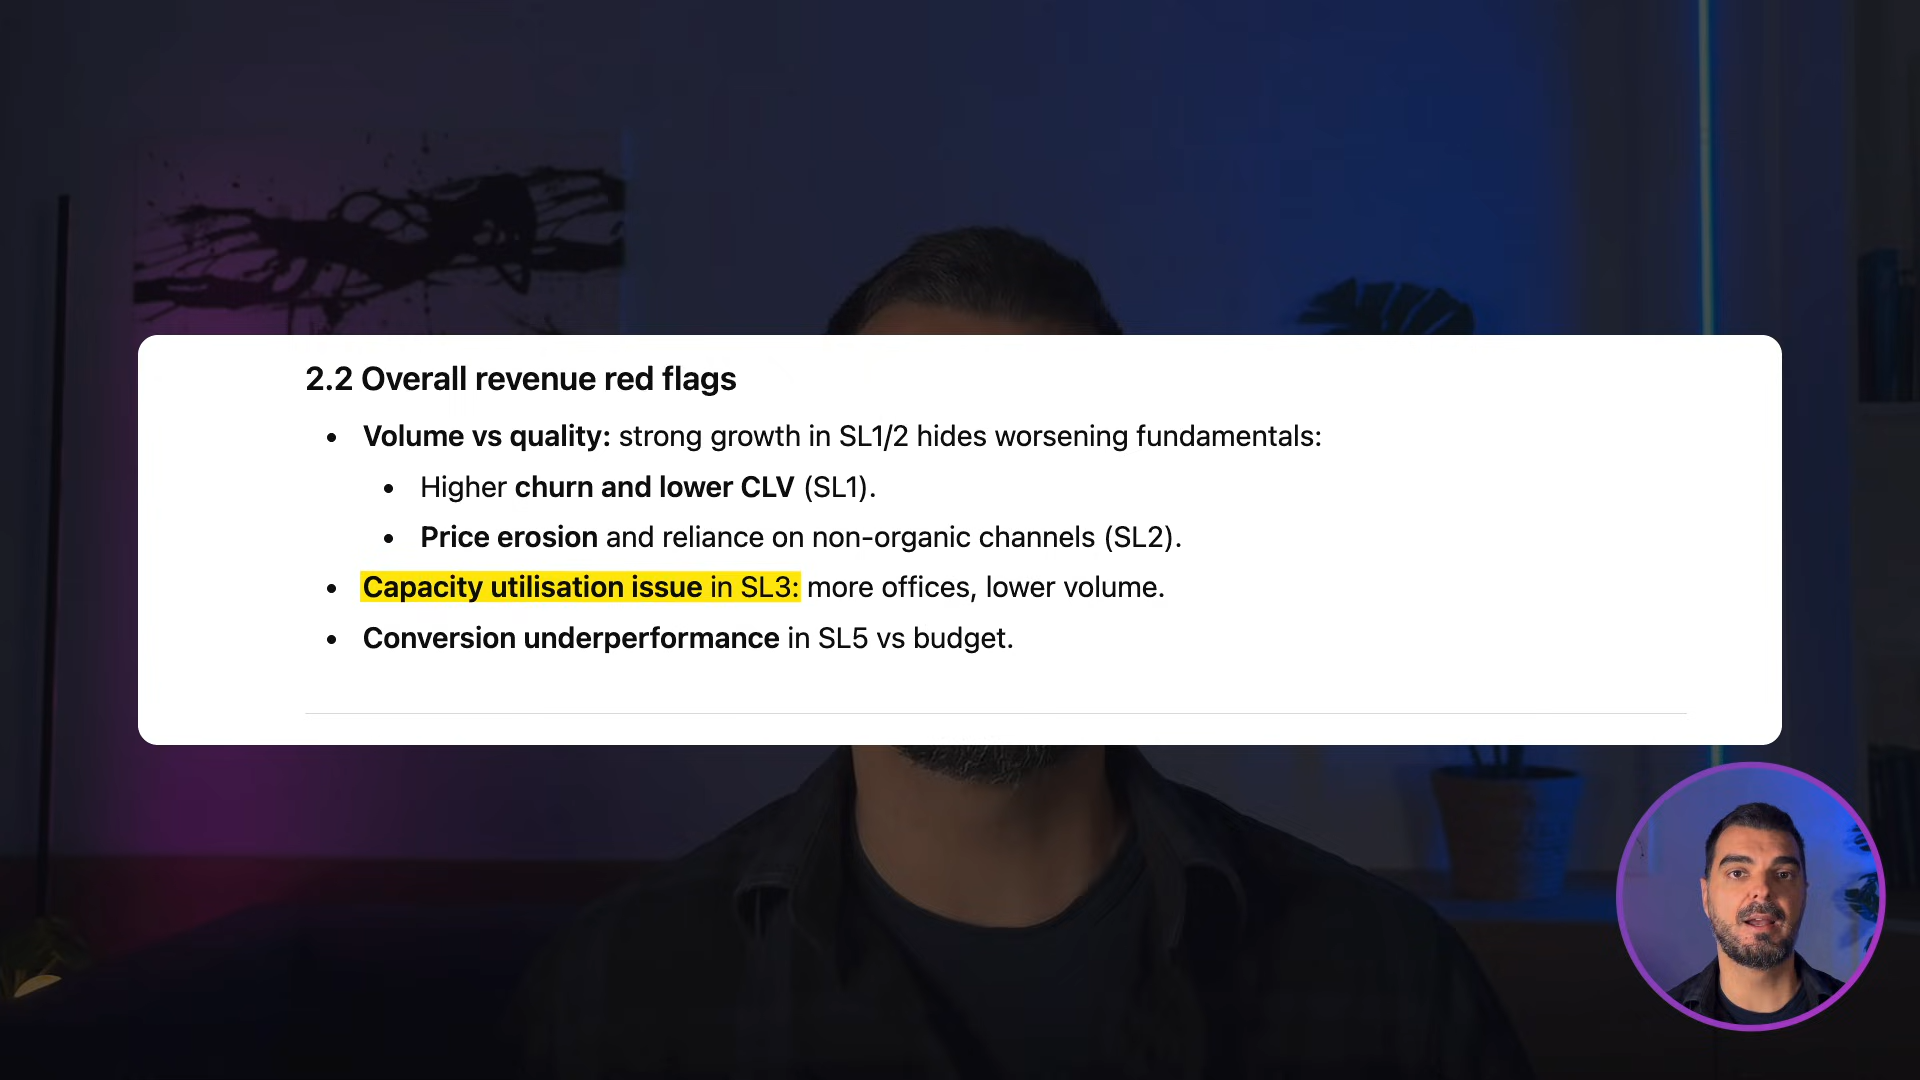 2.2 Overall revenue red flags
• Volume vs quality: strong growth in SL1/2 hides worsening fundamentals:
• Higher churn and lower CLV (SL1).
• Price erosion and reliance on non-organic channels (SL2).
• Capacity utilisation issue in SL3: more offices, lower volume.
• Conversion underperformance in SL5 vs budget.